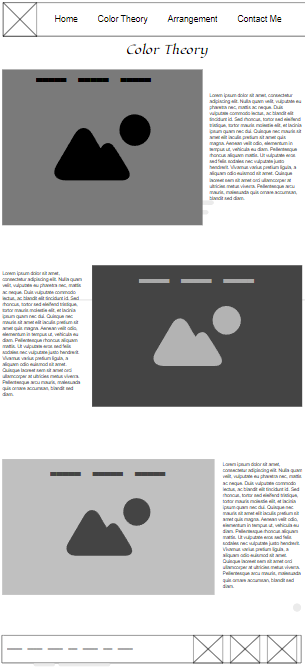 Home Color Theory Arrangement Contact Me
Color Theory
Lorem ipsum dolor sit amet, consectetur
adipiscing elit. Nulla quam velit, vulputate eu
pharetra nec, mattis ac neque. Duis vulputate
commodo lectus, ac blandit elit tincidunt id.
Sed rhoncus, tortor sed eleifend tristique,
tortor mauris molestie elit, et lacinia
ipsum quam nec dui. Quisque nec mauris
sit amet elit iaculis pretium sit amet quis
magna. Aenean velit odio, elementum in
tempus ut, vehicula eu diam. Pellentesque
rhoncus aliquam mattis. Ut vulputate eros
sed felis sodales nec vulputate justo
hendrerit. Vivamus varius pretium ligula, a
aliquam odio euismod sit amet. Quisque
laoreet sem sit amet orci ullamcorper at
ultricies metus viverra. Pellentesque arcu
mauris, malesuada quis ornare accumsan,
blandit sed diam.
Lorem ipsum dolor sit amet,
consectetur adipiscing elit. Nulla quam
velit, vulputate eu pharetra nec, mattis
ac neque. Duis vulputate commodo
lectus, ac blandit elit tincidunt id. Sed
rhoncus, tortor sed eleifend tristique,
tortor mauris molestie elit, et lacinia
ipsum quam nec dui. Quisque nec
mauris sit amet elit iaculis pretium sit
amet quis magna. Aenean velit odio,
elementum in tempus ut, vehicula eu
diam. Pellentesque rhoncus aliquam
mattis. Ut vulputate eros sed felis
sodales nec vulputate justo hendrerit.
Vivamus varius pretium ligula, a
aliquam odio euismod sit amet.
Quisque laoreet sem sit amet orci
ullamcorper at ultricies metus viverra.
Pellentesque arcu mauris, malesuada
quis ornare accumsan, blandit sed
diam.
Lorem ipsum dolor sit amet,
consectetur adipiscing elit. Nulla quam
velit, vulputate eu pharetra nec, mattis
ac neque. Duis vulputate commodo
lectus, ac blandit elit tincidunt id. Sed
rhoncus, tortor sed eleifend tristique,
tortor mauris molestie elit, et lacinia
ipsum quam nec dui. Quisque nec
mauris sit amet elit iaculis pretium sit
amet quis magna. Aenean velit odio,
elementum in tempus ut, vehicula eu
diam. Pellentesque rhoncus aliquam
mattis. Ut vulputate eros sed felis
sodales nec vulputate justo hendrerit.
Vivamus varius pretium ligula, a
aliquam odio euismod sit amet.
Quisque laoreet sem sit amet orci
ullamcorper at ultricies metus viverra.
Pellentesque arcu mauris, malesuada
quis ornare accumsan, blandit sed
diam.